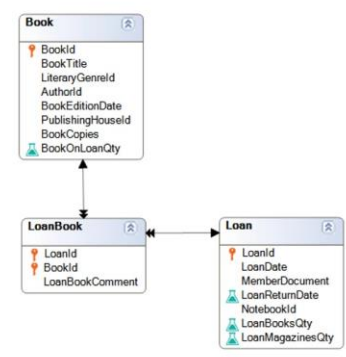 Book
BookId
BookTitle
LiteraryGenreId
AuthorId
BookEditionDate
PublishingHouseId
BookCopies
BookOnLoanQty
LoanBook
LoanId
BookId
LoanBookComment
Loan
LoanId
LoanDate
MemberDocument
LoanReturnDate
NotebookId
LoanBooksQty
LoanMagazinesQty